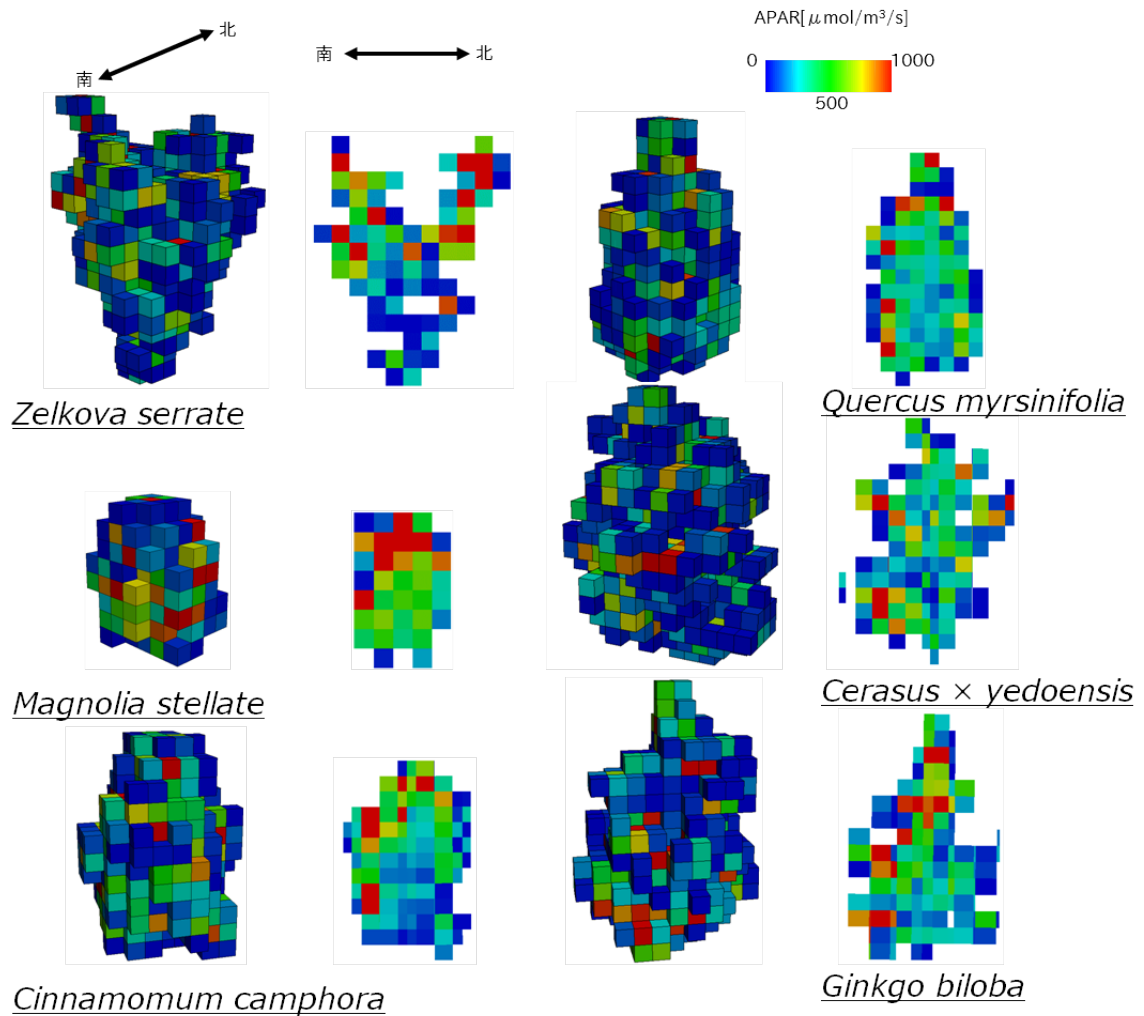 APAR[μmol/m³/s]
北
南
南
北
0
1000
500
Zelkova serrate
Quercus myrsinifolia
Magnolia stellate
Cerasus × yedoensis
Cinnamomum camphora
Ginkgo biloba